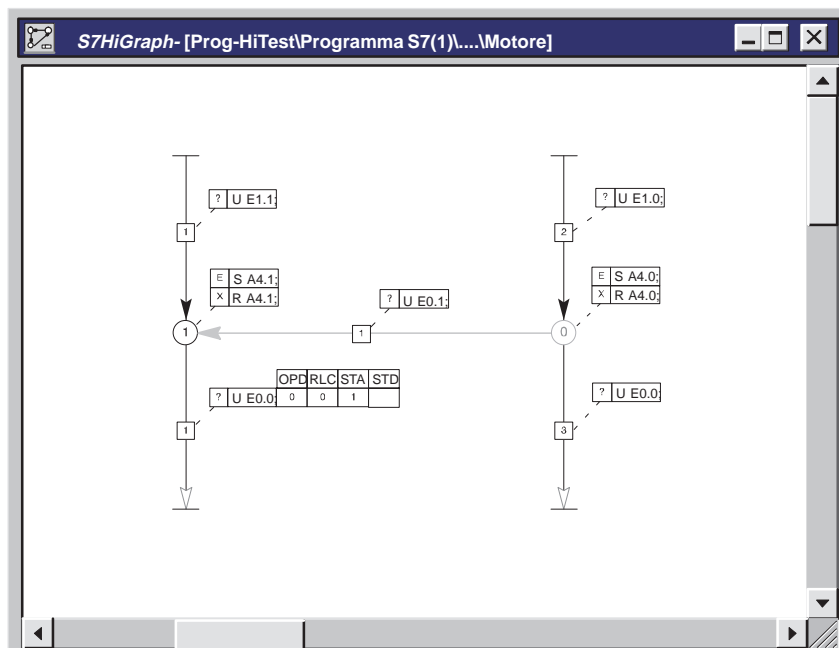 S7HiGraph- [Prog-HiTest\Programma S7(1)\....\Motore]
? U E1.1;
? U E1.0;
1
2
E S A4.1;
X R A4.1;
E S A4.0;
X R A4.0;
? U E0.1;
1
1
0
OPD RLC STA STD
? U E0.0; 0 0 1
? U E0.0;
1
3